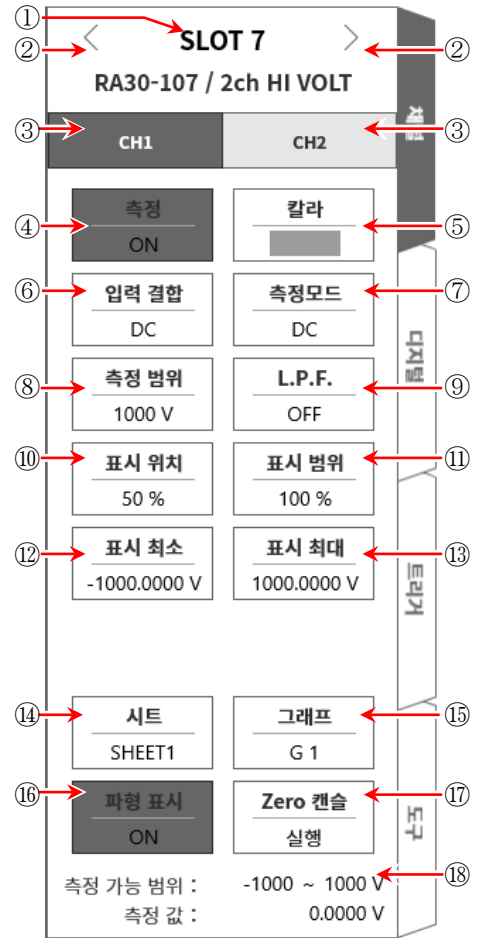 ①
② < SLOT 7 > ②
RA30-107 / 2ch HI VOLT
③ CH1 CH2 ③
채널
④ 측정 칼라 ⑤
ON
⑥ 입력 결합 측정모드 ⑦
DC DC
디지털
⑧ 측정 범위 L.P.F. ⑨
1000 V OFF
⑩ 표시 위치 표시 범위 ⑪
50 % 100 %
⑫ 표시 최소 표시 최대 ⑬
-1000.0000 V 1000.0000 V
트리거
⑭ 시트 그래프 ⑮
SHEET1 G 1
⑯ 파형 표시 Zero 캔슬 ⑰
ON 실행
도구
측정 가능 범위 : -1000 ~ 1000 V ⑱
측정 값 : 0.0000 V